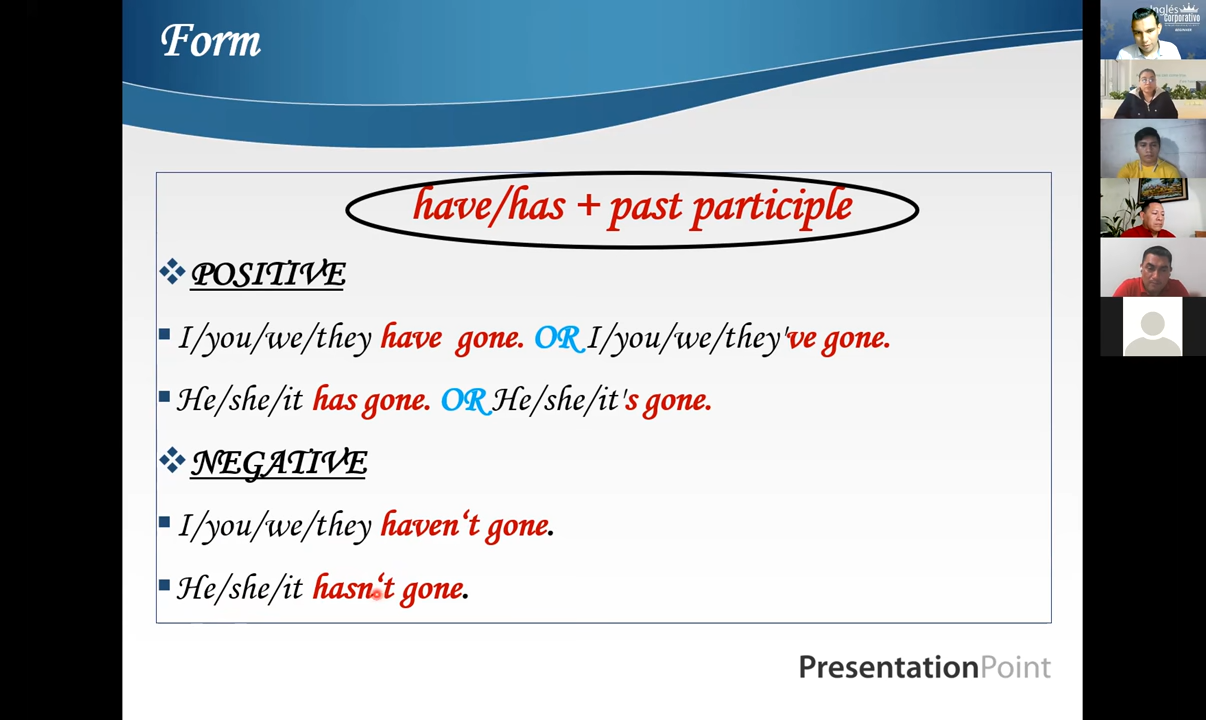 Form
have/has + past participle
POSITIVE
I/you/we/they have gone. OR I/you/we/they've gone.
He/she/it has gone. OR He/she/it's gone.
NEGATIVE
I/you/we/they haven‘t gone.
He/she/it hasn‘t gone.
PresentationPoint
Inglés
Corporativo